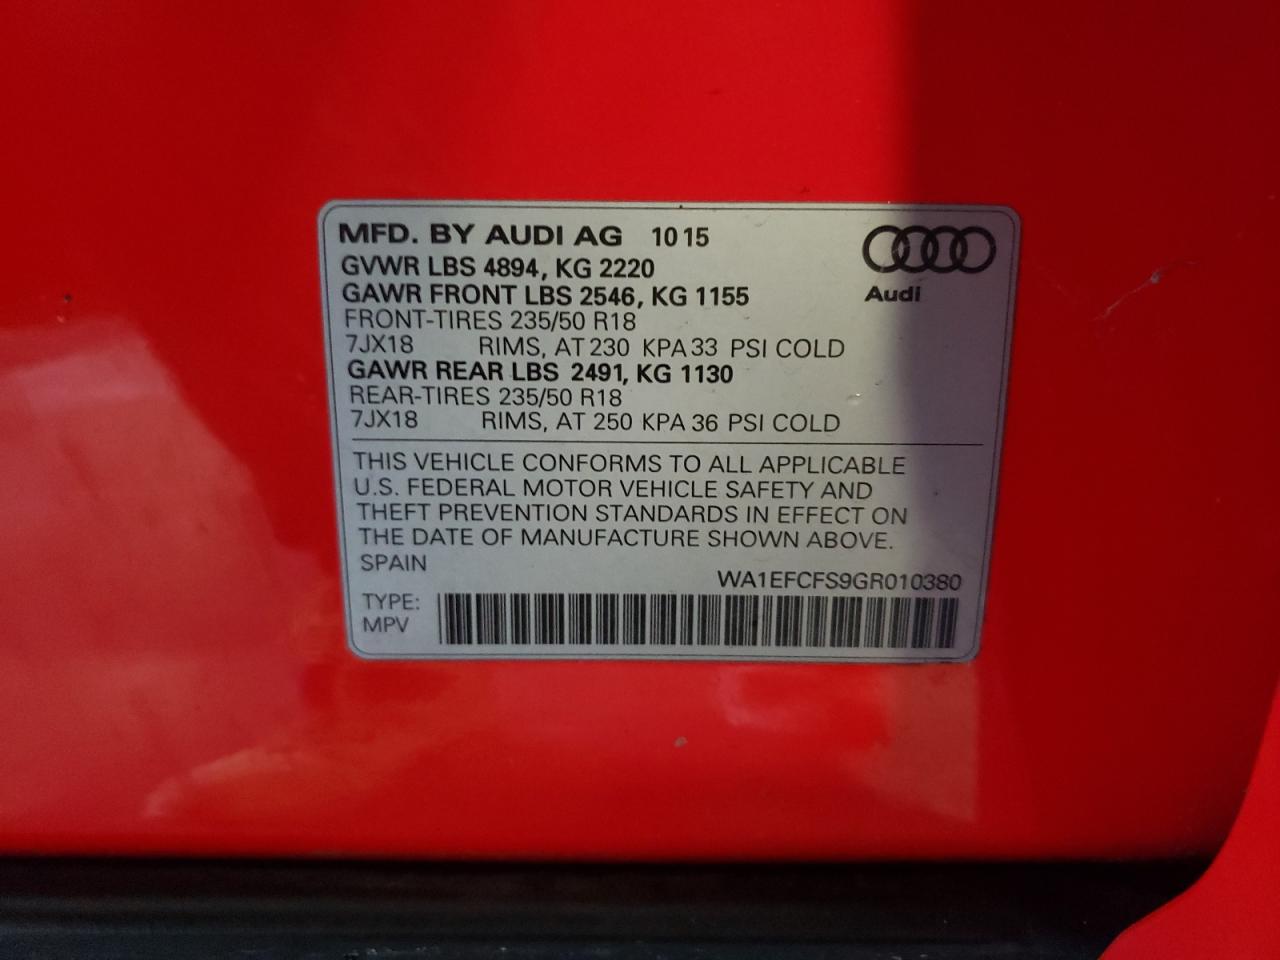 MFD. BY AUDI AG 10 15
GVWR LBS 4894, KG 2220
GAWR FRONT LBS 2546, KG 1155
FRONT-TIRES 235/50 R18
7JX18 RIMS, AT 230 KPA 33 PSI COLD
GAWR REAR LBS 2491, KG 1130
REAR-TIRES 235/50 R18
7JX18 RIMS, AT 250 KPA 36 PSI COLD
Audi
THIS VEHICLE CONFORMS TO ALL APPLICABLE
U.S. FEDERAL MOTOR VEHICLE SAFETY AND
THEFT PREVENTION STANDARDS IN EFFECT ON
THE DATE OF MANUFACTURE SHOWN ABOVE.
SPAIN
WA1EFCFS9GR010380
TYPE:
MPV